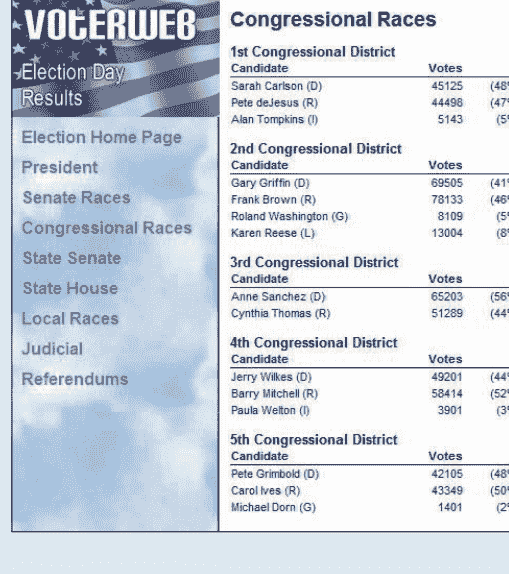 VOTERWEB
Election Day
Results
Election Home Page
President
Senate Races
Congressional Races
State Senate
State House
Local Races
Judicial
Referendums
Congressional Races
1st Congressional District
Candidate Votes
Sarah Carlson (D) 45125 (48%
Pete deJesus (R) 44498 (47%
Alan Tompkins (I) 5143 (5%
2nd Congressional District
Candidate Votes
Gary Griffin (D) 69505 (41%
Frank Brown (R) 78133 (46%
Roland Washington (G) 8109 (5%
Karen Reese (L) 13004 (8%
3rd Congressional District
Candidate Votes
Anne Sanchez (D) 65203 (56%
Cynthia Thomas (R) 51289 (44%
4th Congressional District
Candidate Votes
Jerry Wilkes (D) 49201 (44%
Barry Mitchell (R) 58414 (52%
Paula Welton (I) 3901 (3%
5th Congressional District
Candidate Votes
Pete Grimbold (D) 42105 (48%
Carol Ives (R) 43349 (50%
Michael Dorn (G) 1401 (2%